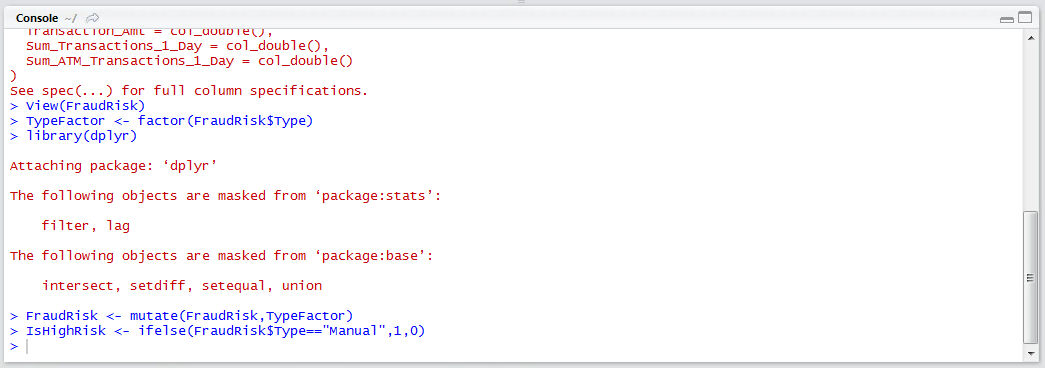 Console ~/
Transaction_Amt = col_double(),
Sum_Transactions_1_Day = col_double(),
Sum_ATM_Transactions_1_Day = col_double()
)
See spec(...) for full column specifications.
> View(FraudRisk)
> TypeFactor <- factor(FraudRisk$Type)
> library(dplyr)
Attaching package: ‘dplyr’
The following objects are masked from ‘package:stats’:
filter, lag
The following objects are masked from ‘package:base’:
intersect, setdiff, setequal, union
> FraudRisk <- mutate(FraudRisk,TypeFactor)
> IsHighRisk <- ifelse(FraudRisk$Type=="Manual",1,0)
>